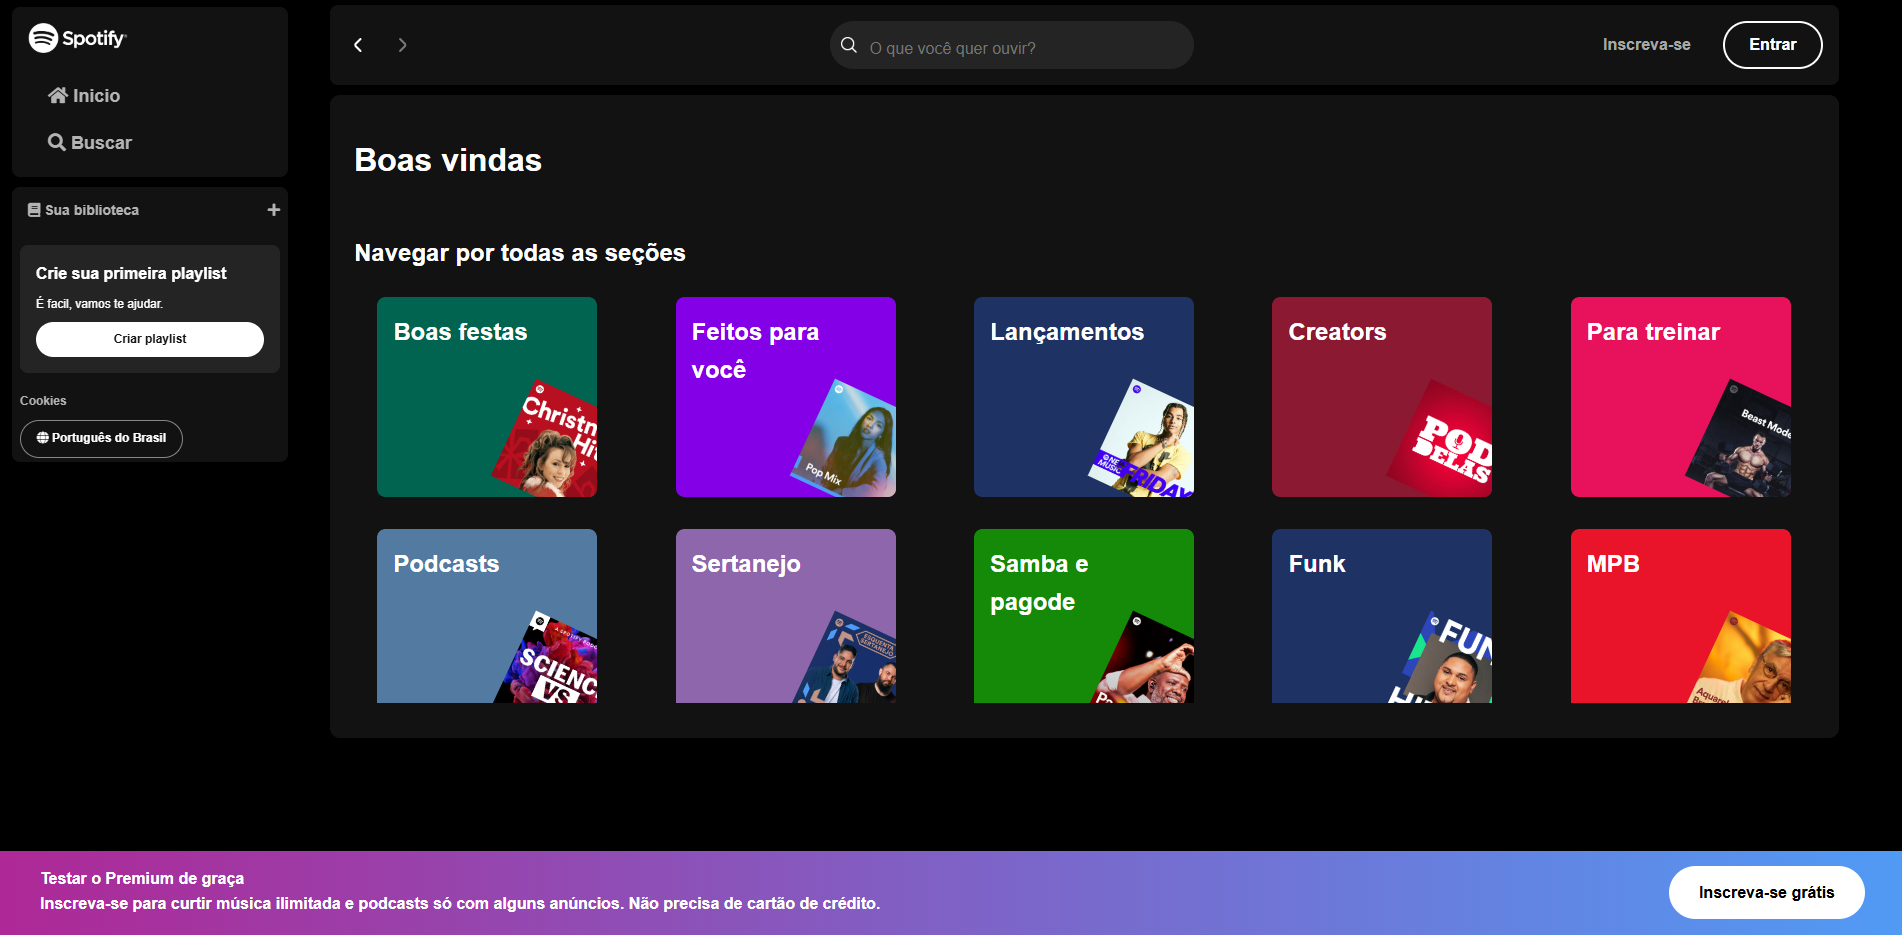 Spotify
Inicio
Buscar
Sua biblioteca
Crie sua primeira playlist
É facil, vamos te ajudar.
Criar playlist
Cookies
Português do Brasil
O que você quer ouvir?
Inscreva-se
Entrar
Boas vindas
Navegar por todas as seções
Boas festas
Christm
Hi
Feitos para
você
Pop Mix
Lançamentos
MUSIC
FRIDAY
Creators
POD
DELAS
Para treinar
Beast Mode
Podcasts
SCIENC
VS
Sertanejo
ESQUENTA
SERTANEJO
Samba e
pagode
Pa
Funk
FUN
MPB
Aquarel
Testar o Premium de graça
Inscreva-se para curtir música ilimitada e podcasts só com alguns anúncios. Não precisa de cartão de crédito.
Inscreva-se grátis